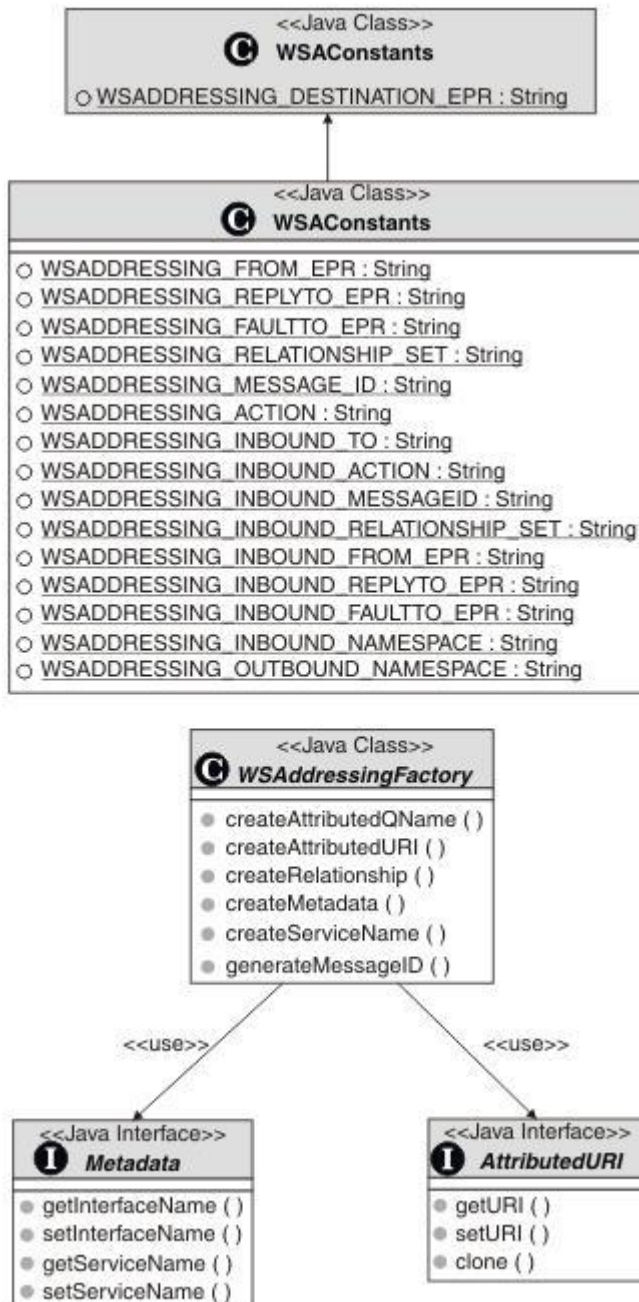 <<Java Class>>
C WSAConstants
WSADDRESSING_DESTINATION_EPR : String
<<Java Class>>
C WSAConstants
WSADDRESSING_FROM_EPR : String
WSADDRESSING_REPLYTO_EPR : String
WSADDRESSING_FAULTTO_EPR : String
WSADDRESSING_RELATIONSHIP_SET : String
WSADDRESSING_MESSAGE_ID : String
WSADDRESSING_ACTION : String
WSADDRESSING_INBOUND_TO : String
WSADDRESSING_INBOUND_ACTION : String
WSADDRESSING_INBOUND_MESSAGEID : String
WSADDRESSING_INBOUND_RELATIONSHIP_SET : String
WSADDRESSING_INBOUND_FROM_EPR : String
WSADDRESSING_INBOUND_REPLYTO_EPR : String
WSADDRESSING_INBOUND_FAULTTO_EPR : String
WSADDRESSING_INBOUND_NAMESPACE : String
WSADDRESSING_OUTBOUND_NAMESPACE : String
<<Java Class>>
C WSAddressingFactory
createAttributedQName ( )
createAttributedURI ( )
createRelationship ( )
createMetadata ( )
createServiceName ( )
generateMessageID ( )
<<use>>
<<use>>
<<Java Interface>>
I Metadata
getInterfaceName ( )
setInterfaceName ( )
getServiceName ( )
setServiceName ( )
<<Java Interface>>
I AttributedURI
getURI ( )
setURI ( )
clone ( )